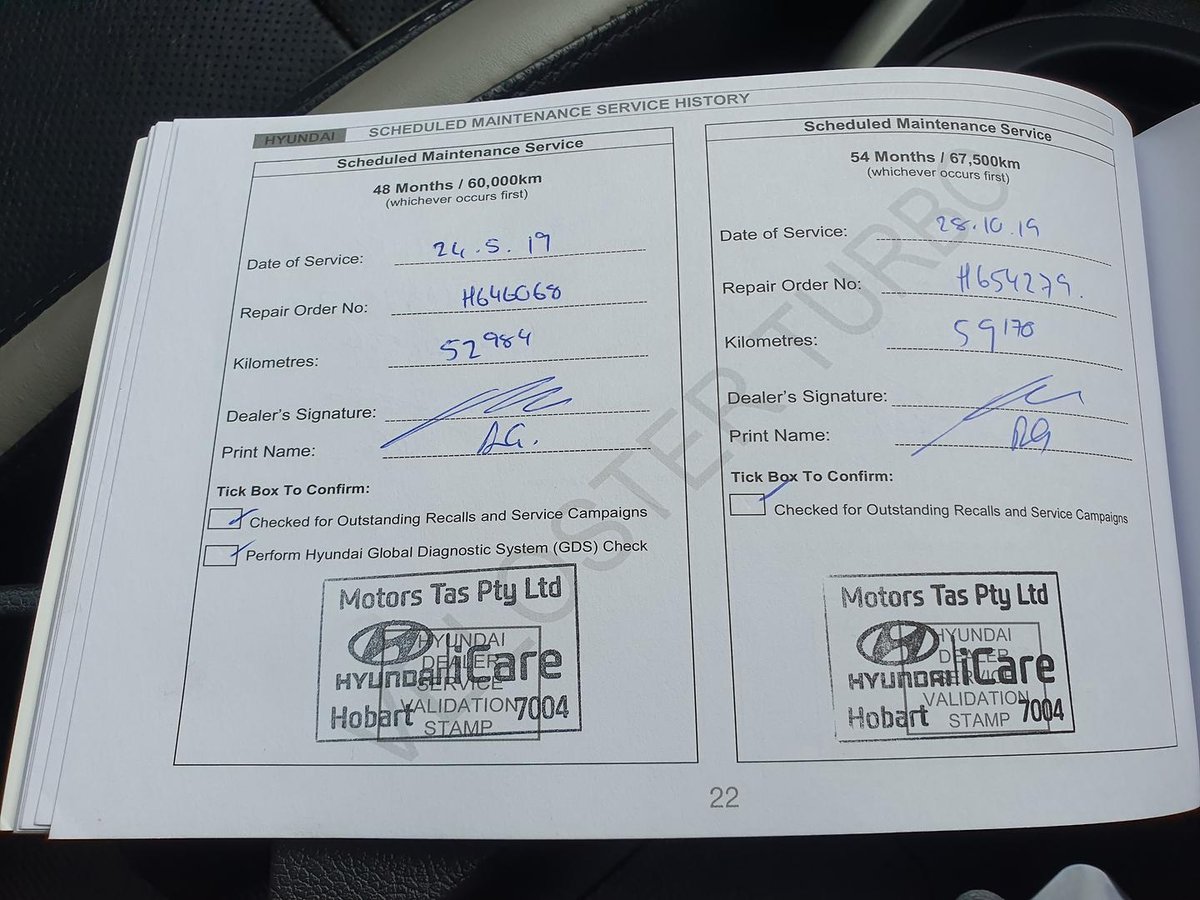 HYUNDAI SCHEDULED MAINTENANCE SERVICE HISTORY
Scheduled Maintenance Service
48 Months / 60,000km
(whichever occurs first)
Date of Service: 24.5.19
Repair Order No: H646068
Kilometres: 52984
Dealer's Signature:
Print Name: RG.
Tick Box To Confirm:
Checked for Outstanding Recalls and Service Campaigns
Perform Hyundai Global Diagnostic System (GDS) Check
Motors Tas Pty Ltd
HYUNDAI iCare
Hobart 7004
HYUNDAI
DEALER
SERVICE
VALIDATION
STAMP
Scheduled Maintenance Service
54 Months / 67,500km
(whichever occurs first)
Date of Service: 28.10.19
Repair Order No: H654279.
Kilometres: 59170
Dealer's Signature:
Print Name: RG
Tick Box To Confirm:
Checked for Outstanding Recalls and Service Campaigns
Motors Tas Pty Ltd
HYUNDAI iCare
Hobart 7004
HYUNDAI
DEALER
VALIDATION
STAMP
VELOSTER TURBO
22